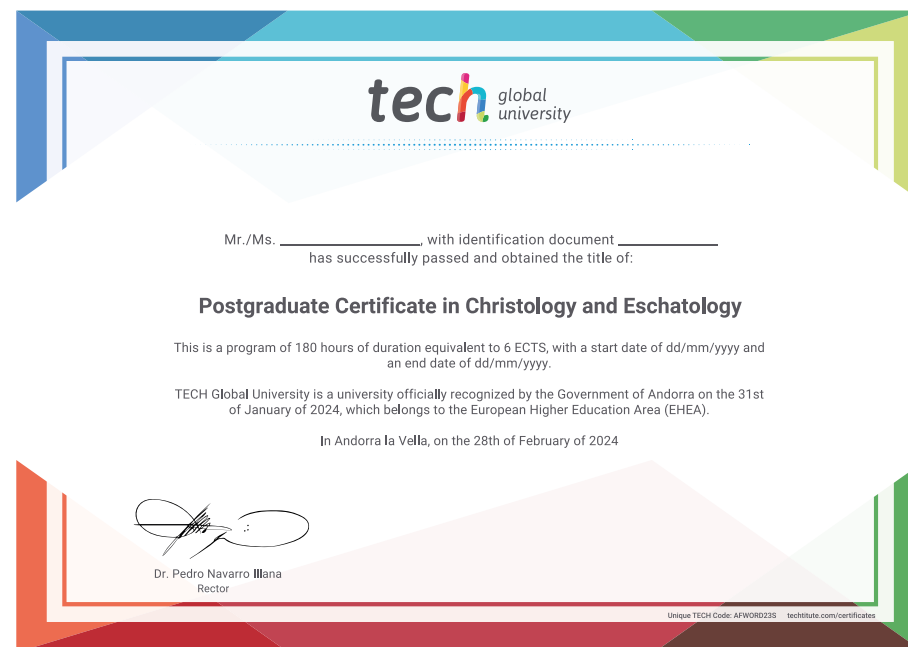 tech global
university
Mr./Ms. ____________, with identification document ____________
has successfully passed and obtained the title of:
Postgraduate Certificate in Christology and Eschatology
This is a program of 180 hours of duration equivalent to 6 ECTS, with a start date of dd/mm/yyyy and
an end date of dd/mm/yyyy.
TECH Global University is a university officially recognized by the Government of Andorra on the 31st
of January of 2024, which belongs to the European Higher Education Area (EHEA).
In Andorra la Vella, on the 28th of February of 2024
Dr. Pedro Navarro Illana
Rector
Unique TECH Code: AFWORD23S techtitute.com/certificates